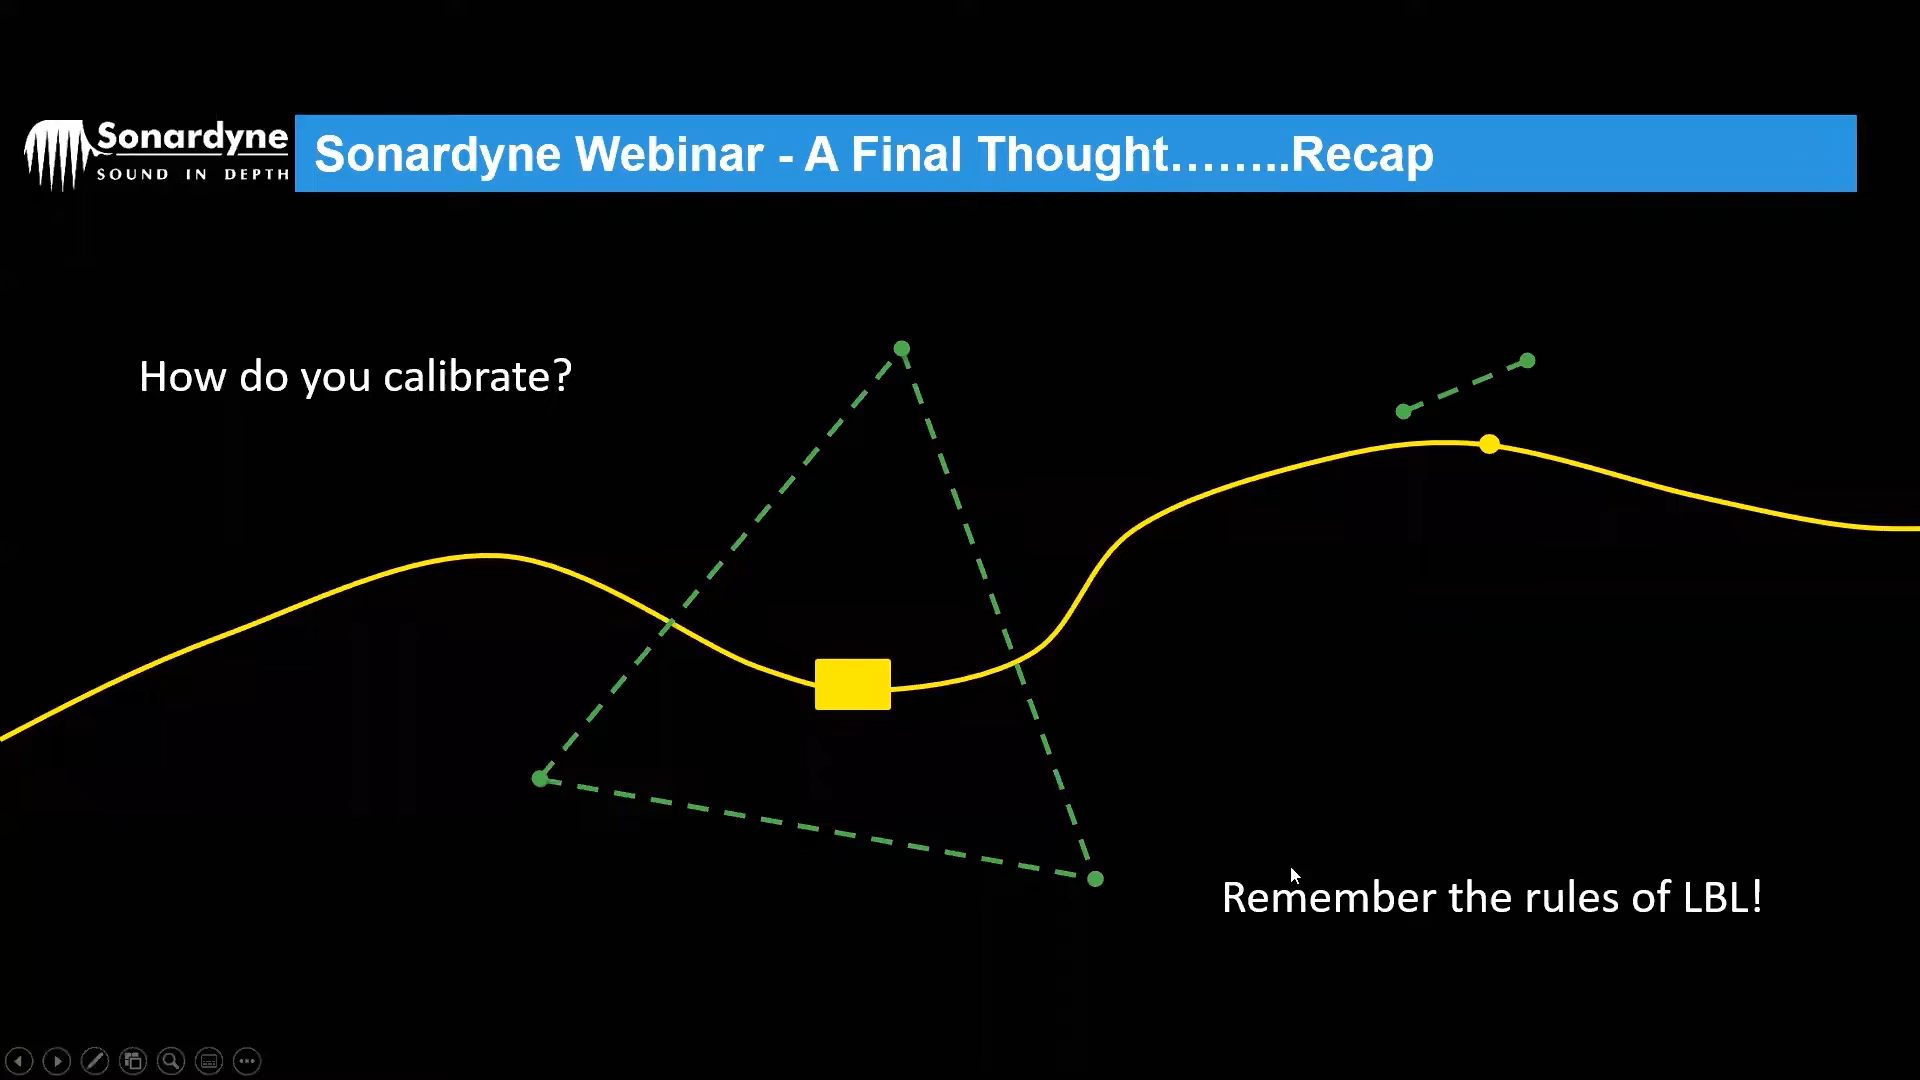 Sonardyne
SOUND IN DEPTH
Sonardyne Webinar - A Final Thought……..Recap
How do you calibrate?
Remember the rules of LBL!